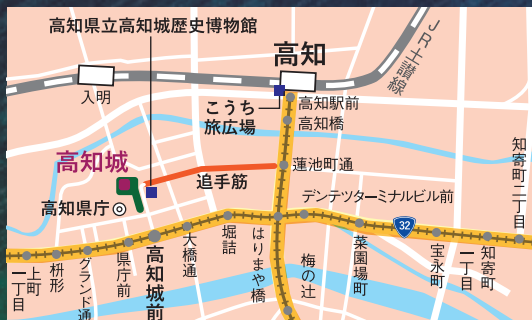 高知県立高知城歴史博物館
JR土讃線
高知
入明
こうち
旅広場
高知駅前
高知橋
高知城
蓮池町通
追手筋
知寄町二丁目
高知県庁◎
デンテツターミナルビル前
32
上町
一丁目
枡形
グランド通
県庁前
高知城前
大橋通
堀詰
はりまや橋
梅の辻
菜園場町
宝永町
知寄町
一丁目